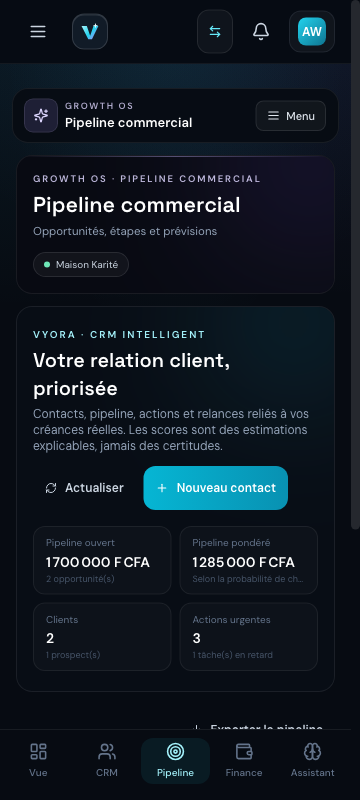 AW
GROWTH OS
Pipeline commercial
Menu
GROWTH OS · PIPELINE COMMERCIAL
Pipeline commercial
Opportunités, étapes et prévisions
Maison Karité
VYORA · CRM INTELLIGENT
Votre relation client,
priorisée
Contacts, pipeline, actions et relances reliés à vos
créances réelles. Les scores sont des estimations
explicables, jamais des certitudes.
Actualiser
Nouveau contact
Pipeline ouvert
1 700 000 F CFA
2 opportunité(s)
Pipeline pondéré
1 285 000 F CFA
Selon la probabilité de ch...
Clients
2
1 prospect(s)
Actions urgentes
3
1 tâche(s) en retard
Exporter le pipeline
Vue
CRM
Pipeline
Finance
Assistant